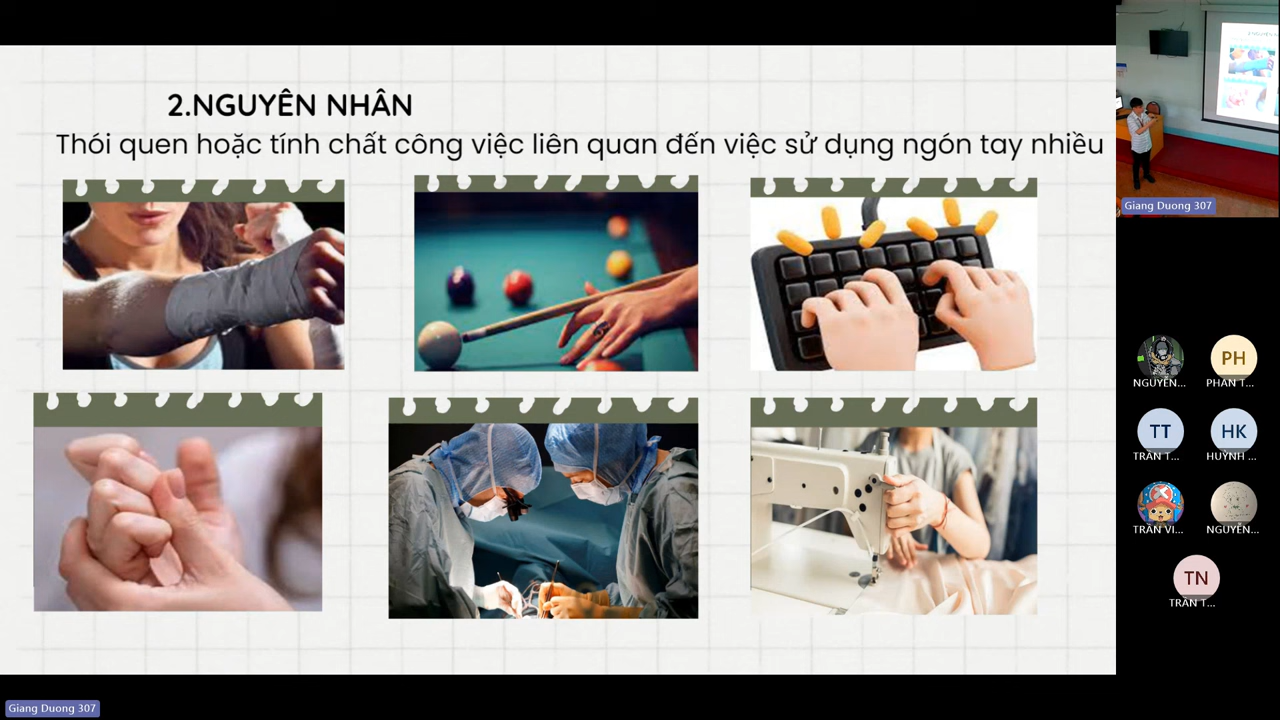 2.NGUYÊN NHÂN
Thói quen hoặc tính chất công việc liên quan đến việc sử dụng ngón tay nhiều
Giang Duong 307
NGUYỄN...
PH
PHAN T...
TT
TRẦN T...
HK
HUỲNH ...
TRẦN VI...
NGUYỄN...
TN
TRẦN T...
Giang Duong 307